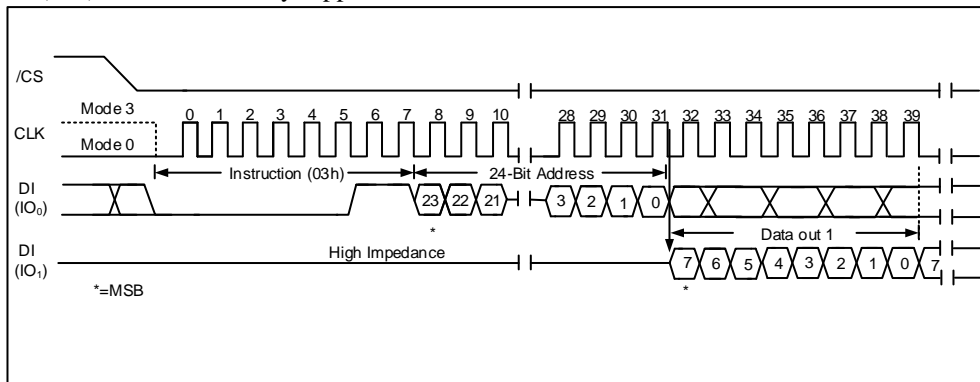 /CS
Mode 3
0 1 2 3 4 5 6 7 8 9 10 28 29 30 31 32 33 34 35 36 37 38 39
CLK
Mode 0
Instruction (03h) 24-Bit Address
DI
(IO0)
23 22 21 3 2 1 0
*
Data out 1
DI
(IO1)
High Impedance
7 6 5 4 3 2 1 0 7
*
*=MSB